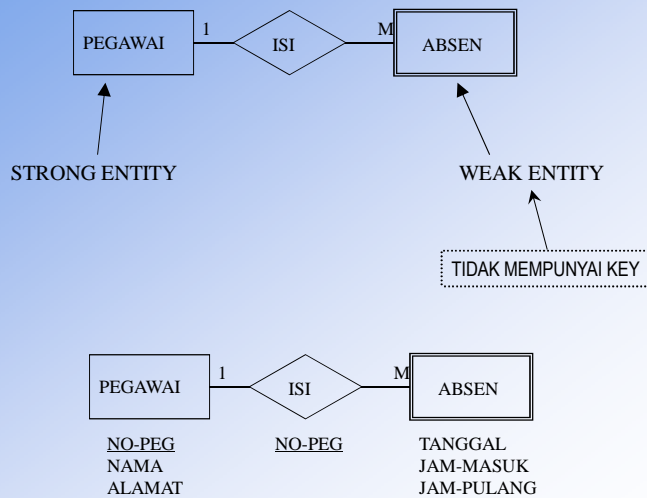 PEGAWAI 1 ISI M ABSEN
STRONG ENTITY WEAK ENTITY
TIDAK MEMPUNYAI KEY
PEGAWAI 1 ISI M ABSEN
NO-PEG NO-PEG TANGGAL
NAMA JAM-MASUK
ALAMAT JAM-PULANG